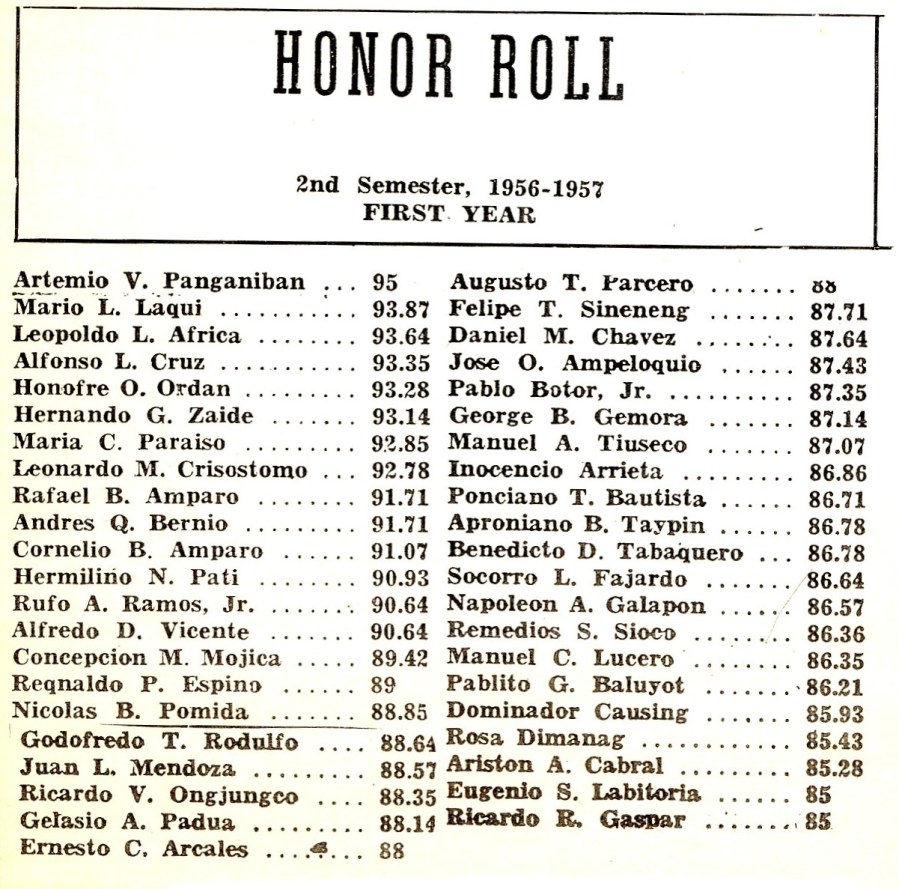 HONOR ROLL
2nd Semester, 1956-1957
FIRST YEAR
Artemio V. Panganiban ... 95
Mario L. Laqui ........... 93.87
Leopoldo L. Africa ........ 93.64
Alfonso L. Cruz ........... 93.35
Honofre O. Ordan ......... 93.28
Hernando G. Zaide ........ 93.14
Maria C. Paraiso ......... 92.85
Leonardo M. Crisostomo ... 92.78
Rafael B. Amparo ........ 91.71
Andres Q. Bernio ......... 91.71
Cornelio B. Amparo ...... 91.07
Hermiliño N. Pati ........ 90.93
Rufo A. Ramos, Jr. ....... 90.64
Alfredo D. Vicente ....... 90.64
Concepcion M. Mojica ..... 89.42
Reqnaldo P. Espino ...... 89
Nicolas B. Pomida ....... 88.85
Godofredo T. Rodulfo .... 88.64
Juan L. Mendoza ......... 88.57
Ricardo V. Ongjungco .... 88.35
Gelasio A. Padua ......... 88.14
Ernesto C. Arcales ........ 88
Augusto T. Parcero ....... 88
Felipe T. Sineneng ....... 87.71
Daniel M. Chavez ........ 87.64
Jose O. Ampeloquio ...... 87.43
Pablo Botor, Jr. .......... 87.35
George B. Gemora ....... 87.14
Manuel A. Tiuseco ....... 87.07
Inocencio Arrieta ......... 86.86
Ponciano T. Bautista ...... 86.71
Aproniano B. Taypin ...... 86.78
Benedicto D. Tabaquero ... 86.78
Socorro L. Fajardo ....... 86.64
Napoleon A. Galapon ...... 86.57
Remedios S. Sioco ........ 86.36
Manuel C. Lucero ........ 86.35
Pablito G. Baluyot ....... 86.21
Dominador Causing ....... 85.93
Rosa Dimanag ............ 85.43
Ariston A. Cabral ......... 85.28
Eugenio S. Labitoria ...... 85
Ricardo R. Gaspar ....... 85